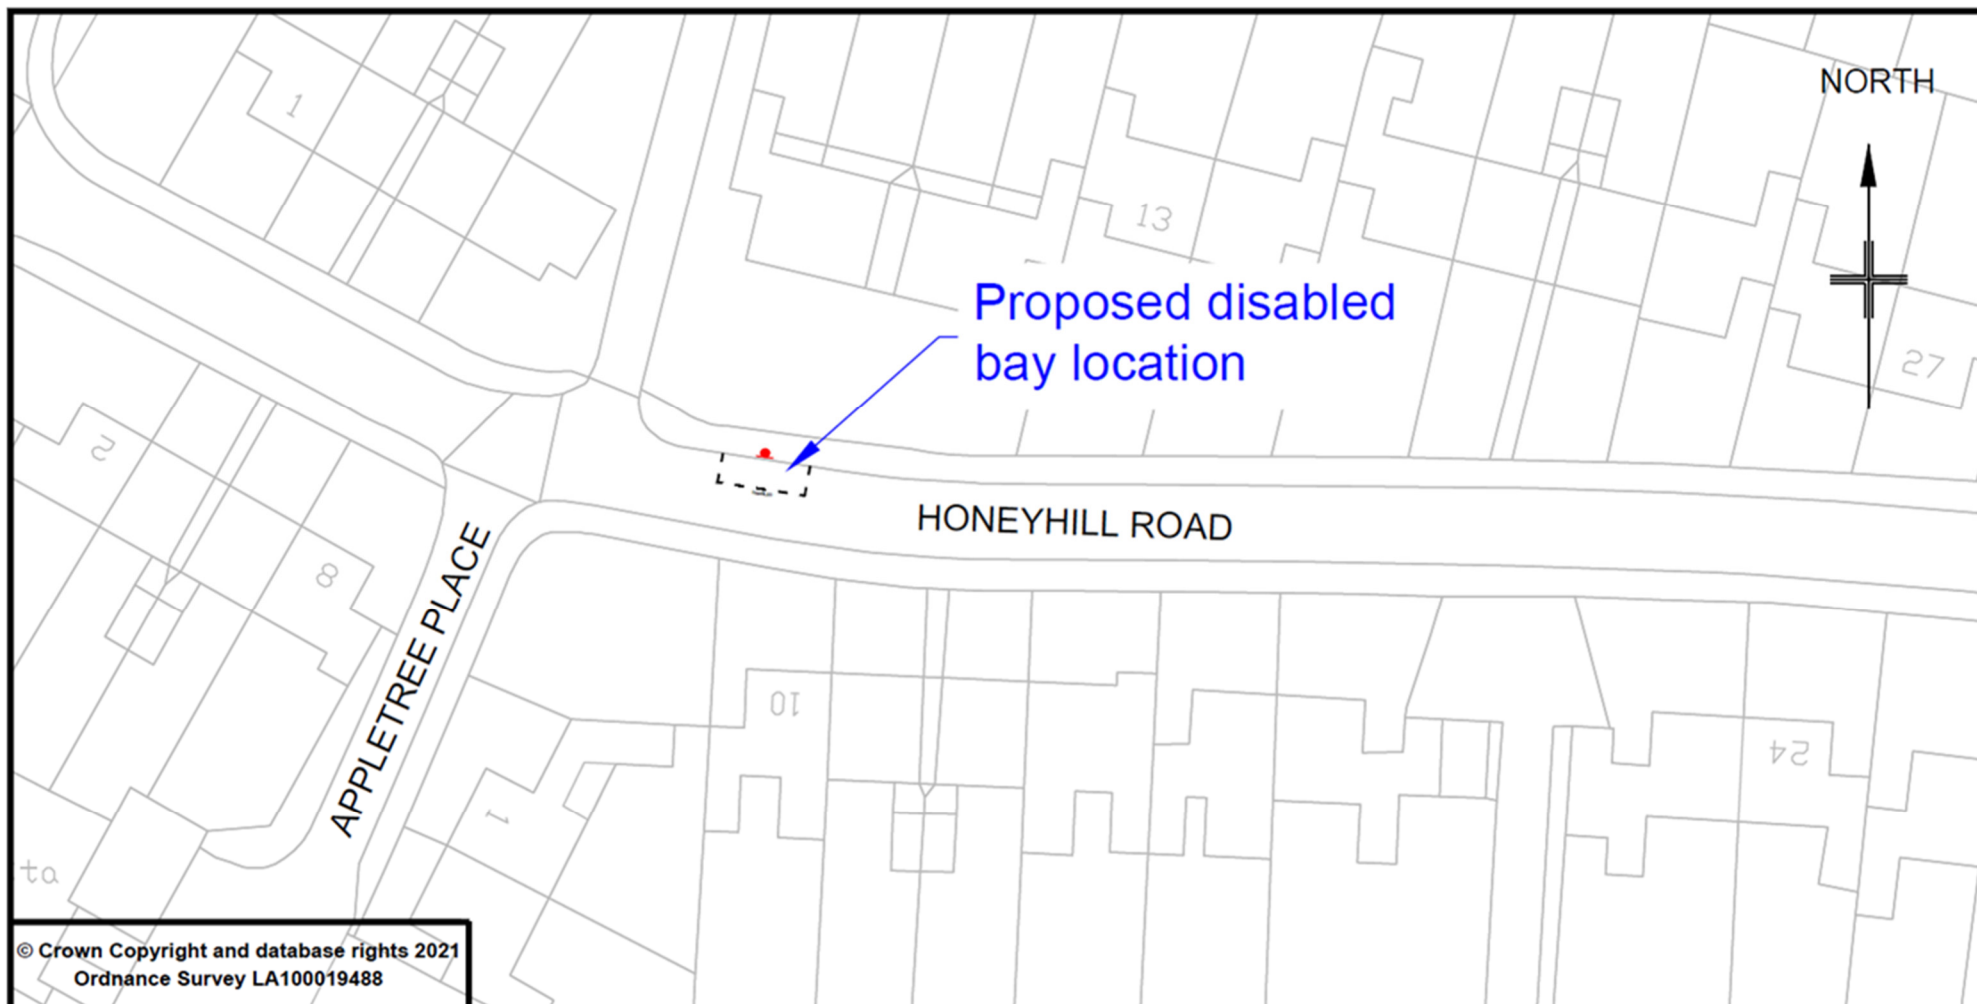 NORTH
1
13
Proposed disabled
bay location
27
2
HONEYHILL ROAD
8
APPLETREE PLACE
10
24
1
ta
© Crown Copyright and database rights 2021
Ordnance Survey LA100019488